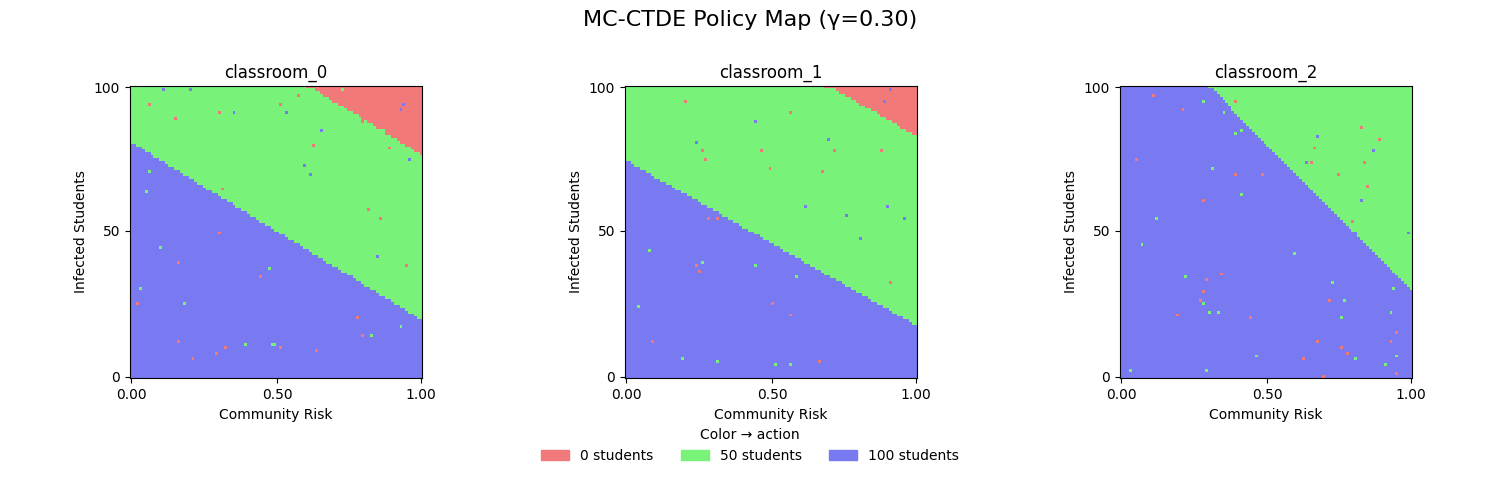 MC-CTDE Policy Map (γ=0.30)
classroom_0
classroom_1
classroom_2
100
50
0
Infected Students
0.00
0.50
1.00
Community Risk
100
50
0
Infected Students
0.00
0.50
1.00
Community Risk
100
50
0
Infected Students
0.00
0.50
1.00
Community Risk
Color → action
0 students
50 students
100 students